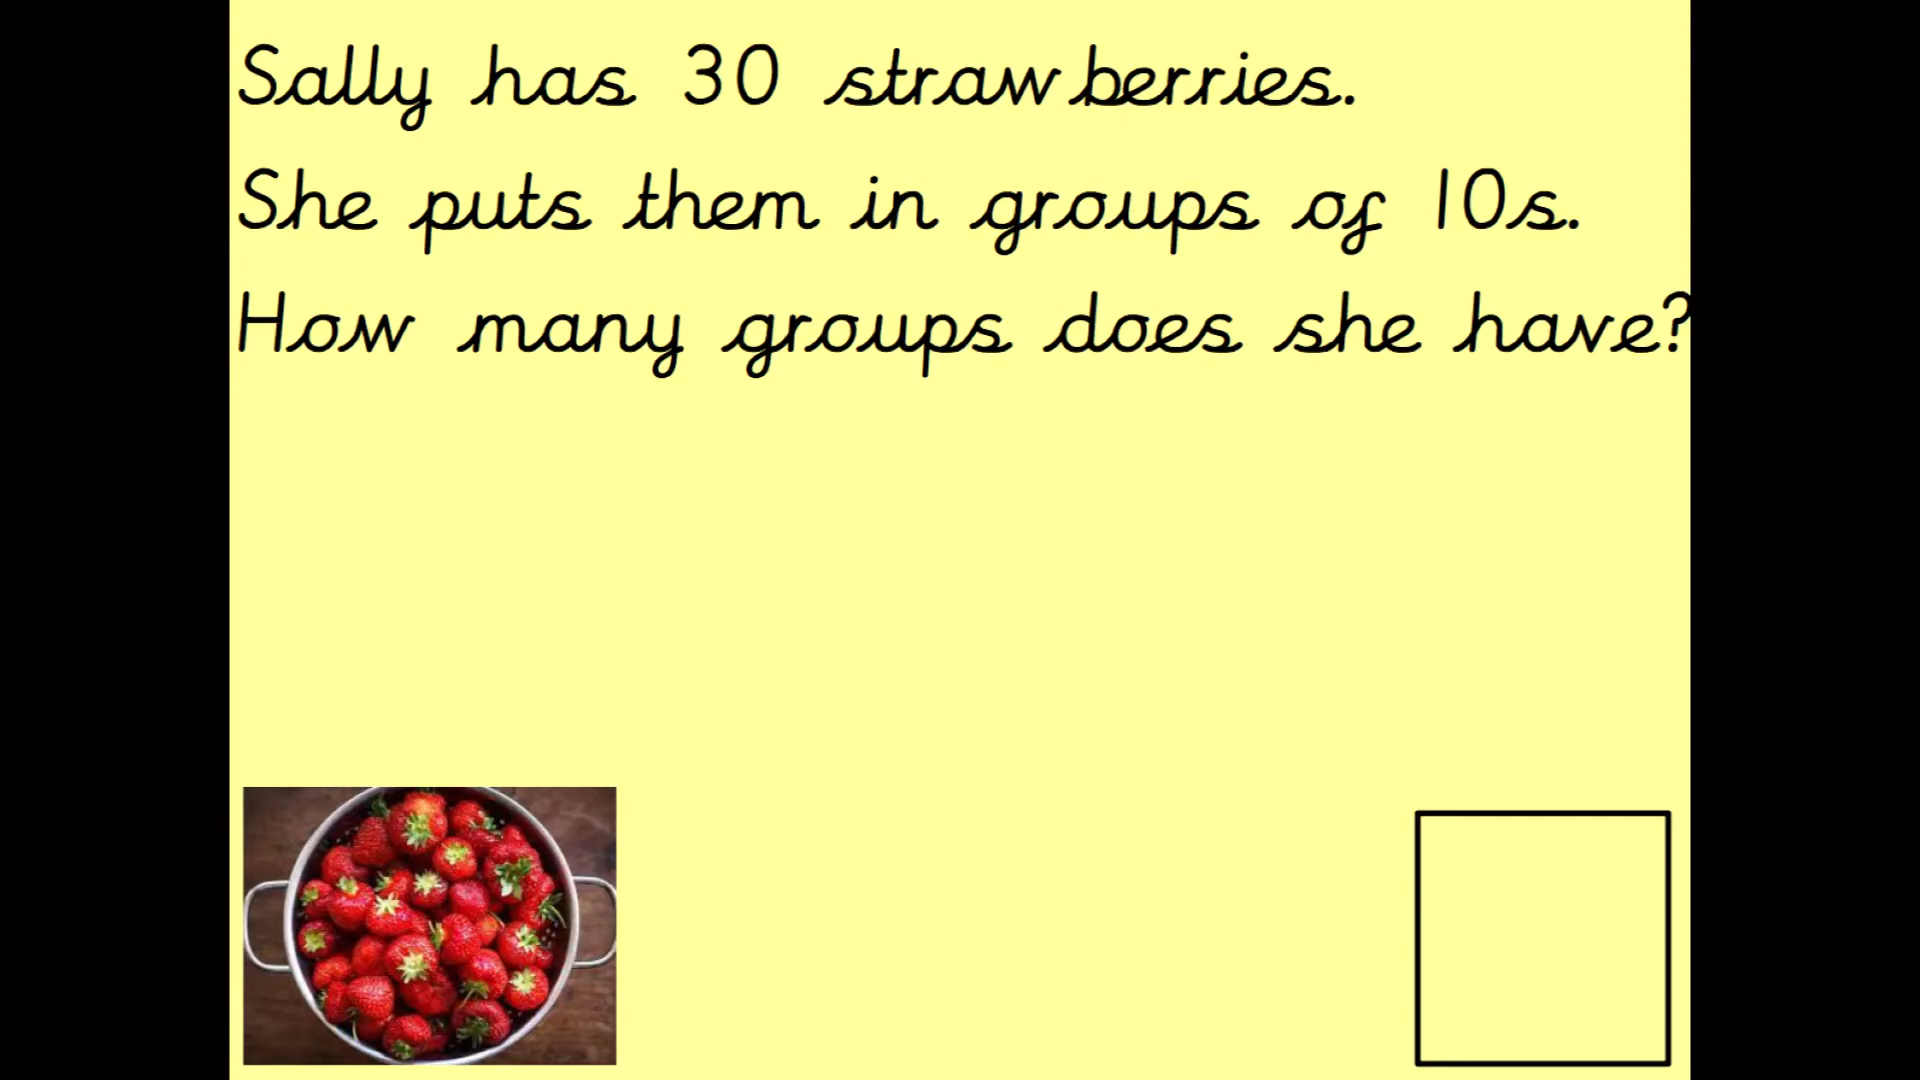 Sally has 30 strawberries.
She puts them in groups of 10s.
How many groups does she have?